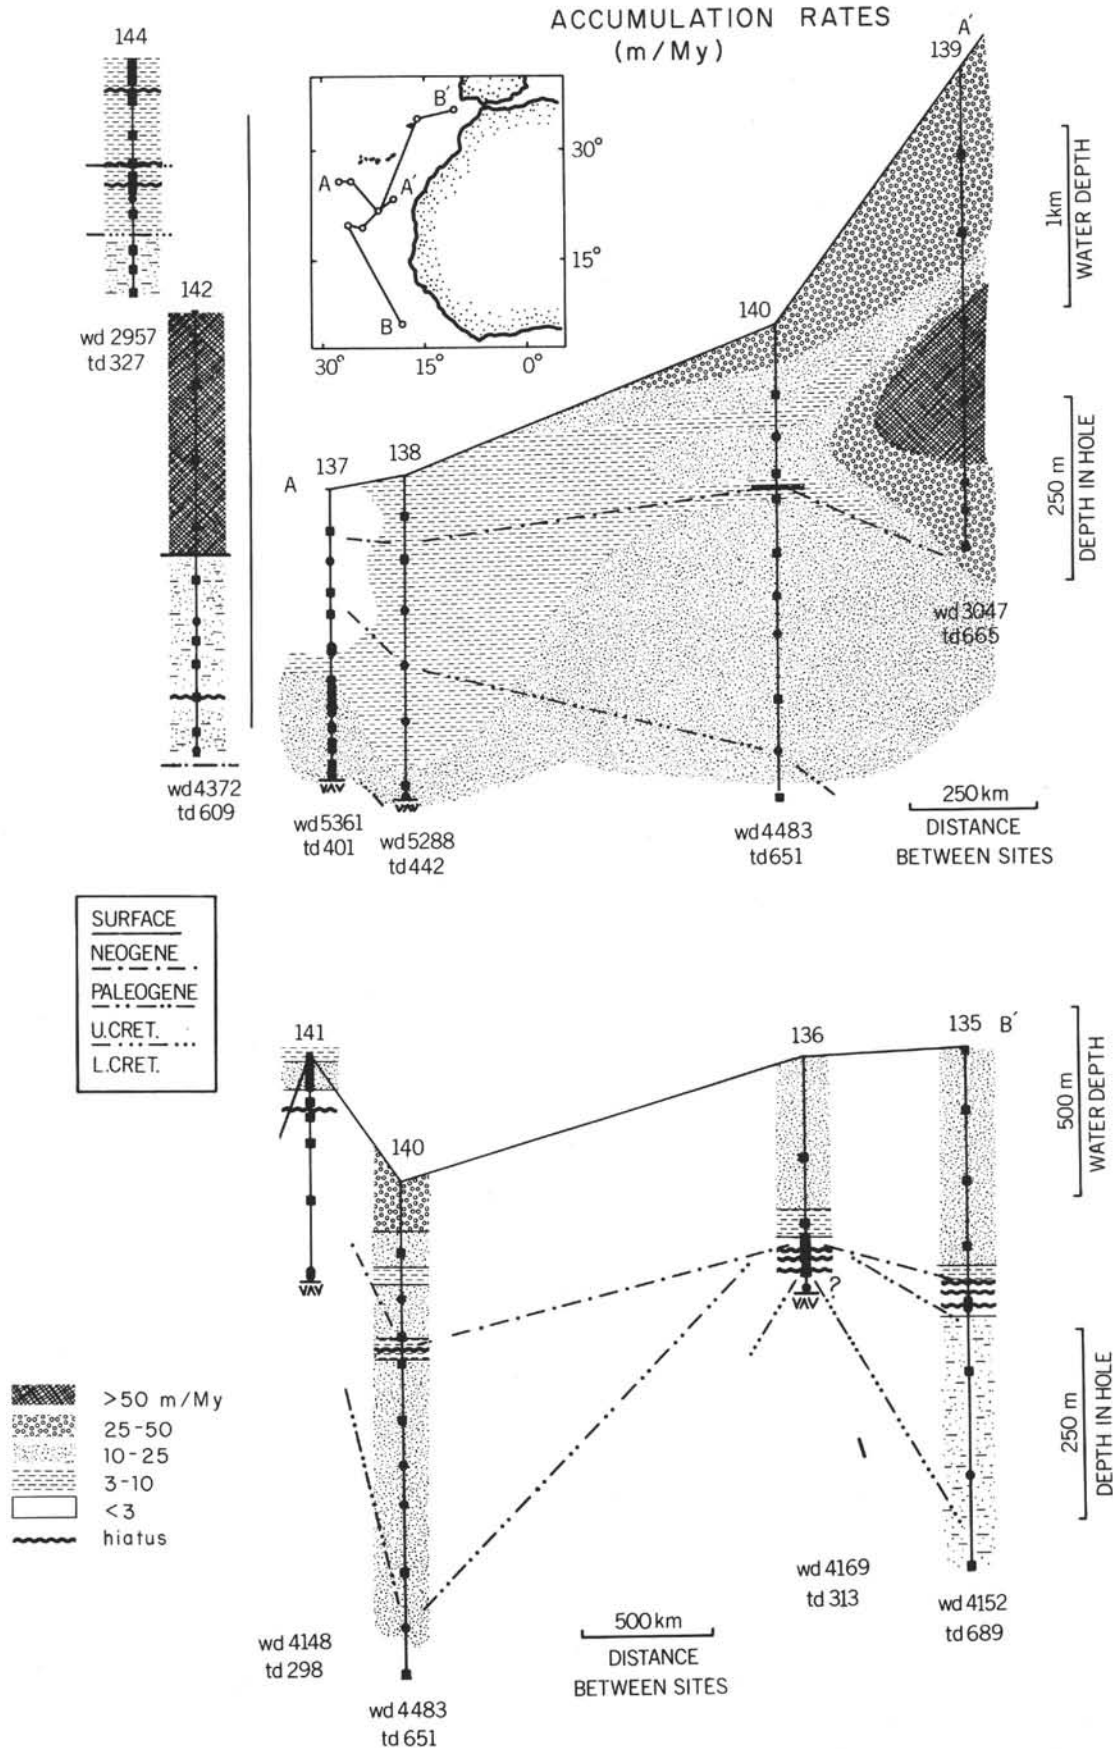 ACCUMULATION RATES
(m/My)
144
A'
139
B'
30°
A
A'
15°
B
30°
15°
0°
142
wd 2957
td 327
1km
WATER DEPTH
140
250 m
DEPTH IN HOLE
A
137
138
wd 3047
td 665
wd 4372
td 609
wd 5361
td 401
wd 5288
td 442
wd 4483
td 651
250 km
DISTANCE
BETWEEN SITES
SURFACE
NEOGENE
PALEOGENE
U.CRET.
L.CRET.
141
140
136
135
B'
500 m
WATER DEPTH
?
250 m
DEPTH IN HOLE
>50 m/My
25-50
10-25
3-10
<3
hiatus
wd 4148
td 298
wd 4483
td 651
500 km
DISTANCE
BETWEEN SITES
wd 4169
td 313
wd 4152
td 689